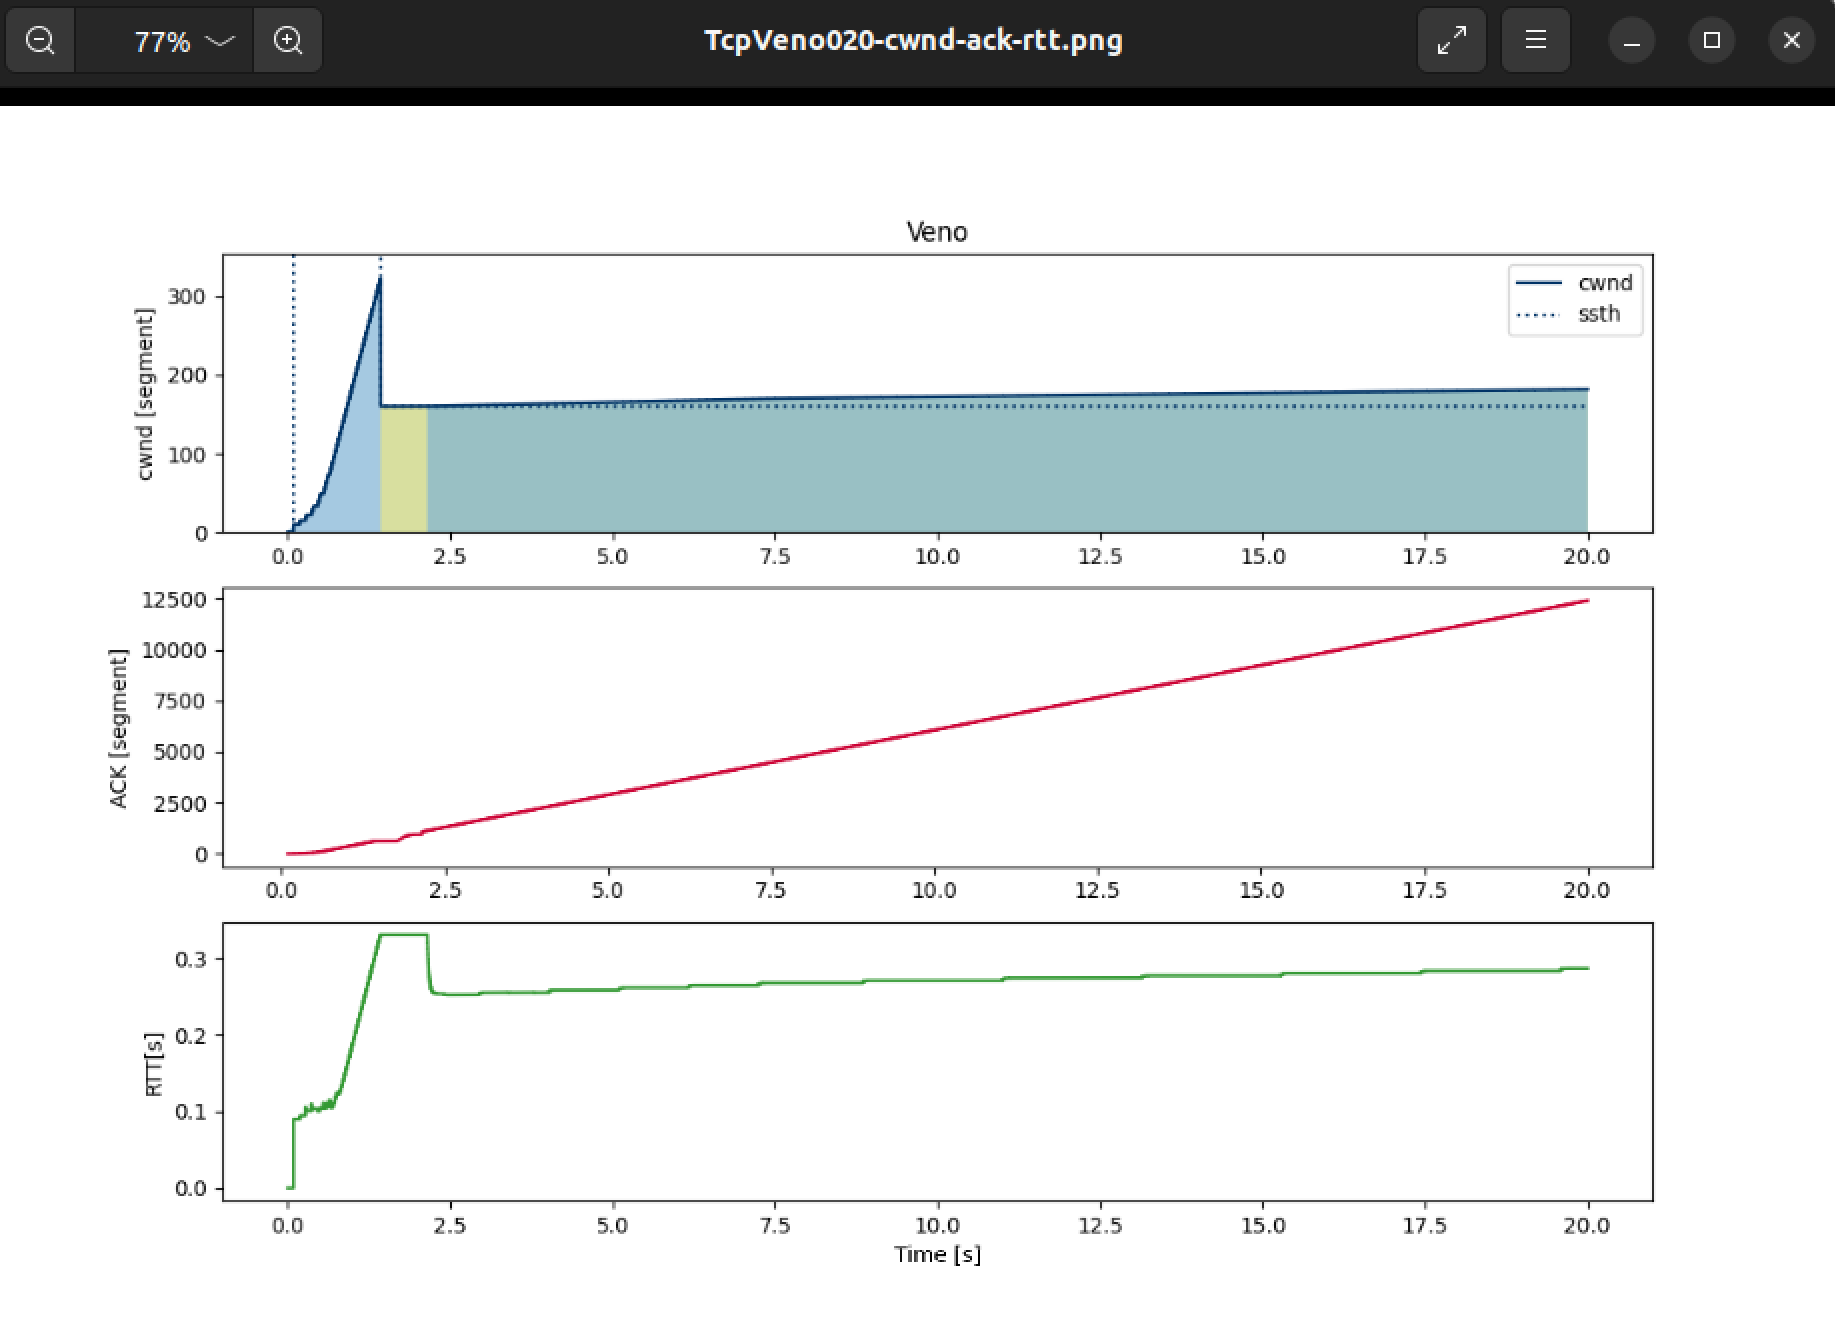 77%
TcpVeno020-cwnd-ack-rtt.png
Veno
cwnd [segment]
300
200
100
0
cwnd
ssth
0.0 2.5 5.0 7.5 10.0 12.5 15.0 17.5 20.0
ACK [segment]
12500
10000
7500
5000
2500
0
0.0 2.5 5.0 7.5 10.0 12.5 15.0 17.5 20.0
RTT[s]
0.3
0.2
0.1
0.0
0.0 2.5 5.0 7.5 10.0 12.5 15.0 17.5 20.0
Time [s]